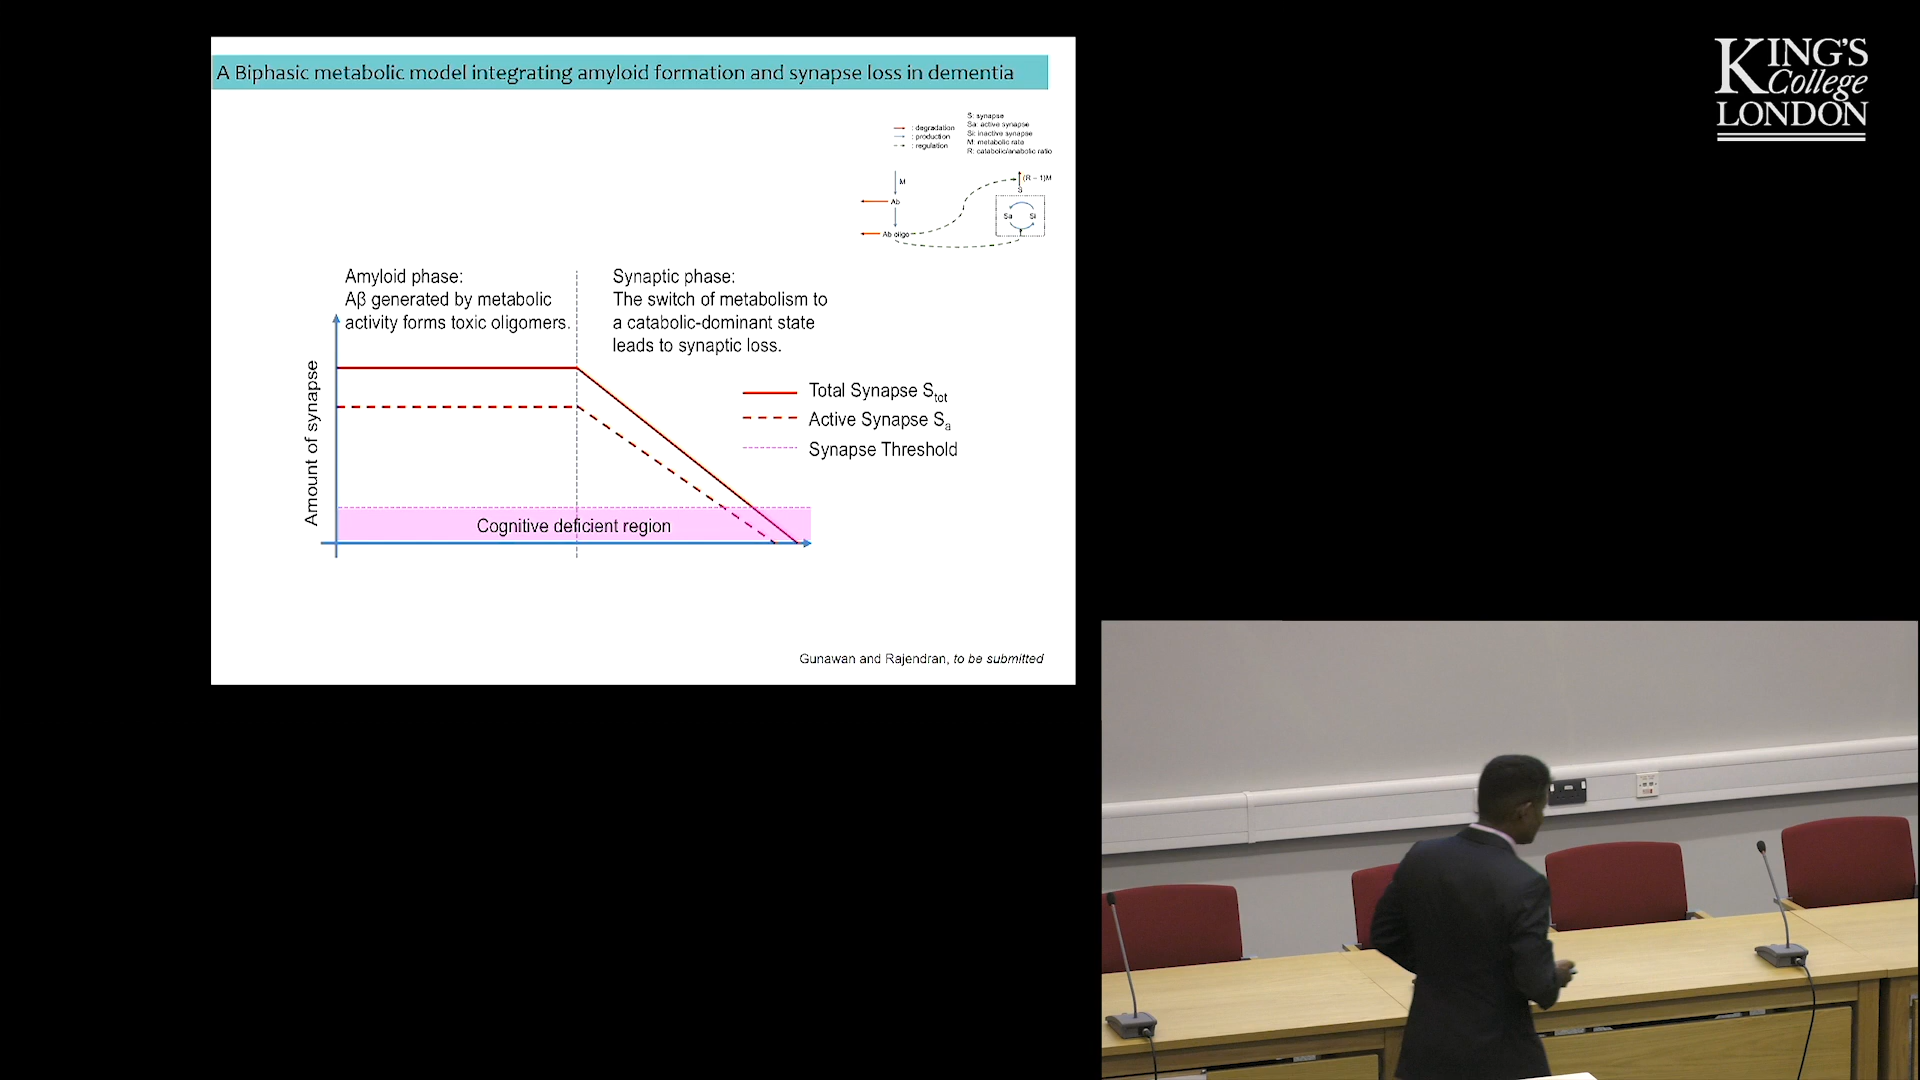 A Biphasic metabolic model integrating amyloid formation and synapse loss in dementia
: degradation
: production
: regulation
S: synapse
Sa: active synapse
Si: inactive synapse
M: metabolic rate
R: catabolic/anabolic ratio
M
Ab
Ab oligo
(R - 1)M
S
Sa
Si
Amyloid phase:
Aβ generated by metabolic
activity forms toxic oligomers.
Synaptic phase:
The switch of metabolism to
a catabolic-dominant state
leads to synaptic loss.
Amount of synapse
Total Synapse Stot
Active Synapse Sa
Synapse Threshold
Cognitive deficient region
Gunawan and Rajendran, to be submitted
KING'S
College
LONDON